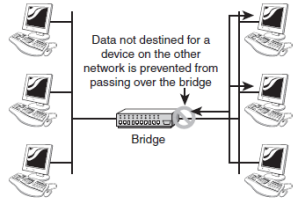 Data not destined for a
device on the other
network is prevented from
passing over the bridge
Bridge